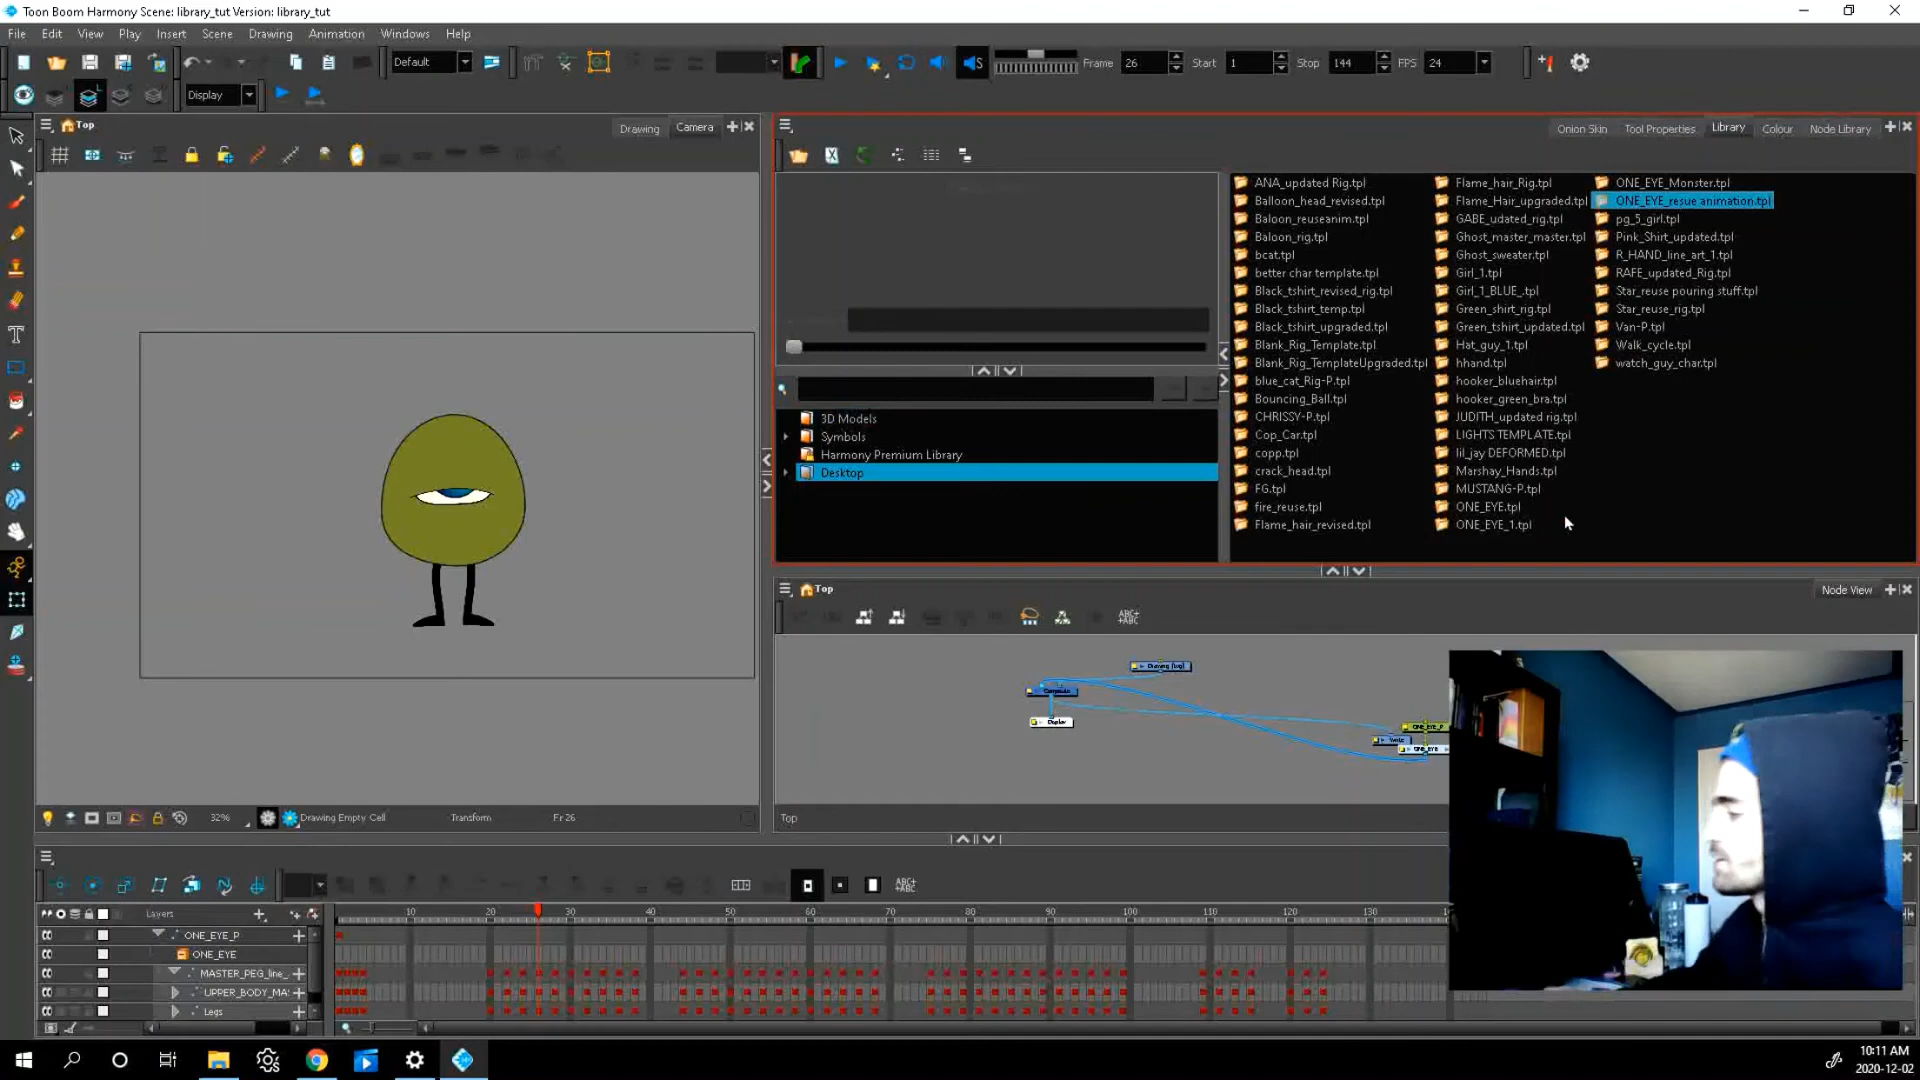 Toon Boom Harmony Scene: library_tut Version: library_tut
File Edit View Play Insert Scene Drawing Animation Windows Help
Default Frame 26 Start 1 Stop 144 FPS 24
Display
Top Drawing Camera
Onion Skin Tool Properties Library Colour Node Library
ANA_updated Rig.tpl Flame_hair_Rig.tpl ONE_EYE_Monster.tpl
Balloon_head_revised.tpl Flame_Hair_upgraded.tpl ONE_EYE_resue animation.tpl
Baloon_reuseanim.tpl GABE_udated_rig.tpl pg_5_girl.tpl
Baloon_rig.tpl Ghost_master_master.tpl Pink_Shirt_updated.tpl
bcat.tpl Ghost_sweater.tpl R_HAND_line_art_1.tpl
better char template.tpl Girl_1.tpl RAFE_updated_Rig.tpl
Black_tshirt_revised_rig.tpl Girl_1_BLUE_.tpl Star_reuse pouring stuff.tpl
Black_tshirt_temp.tpl Green_shirt_rig.tpl Star_reuse_rig.tpl
Black_tshirt_upgraded.tpl Green_tshirt_updated.tpl Van-P.tpl
Blank_Rig_Template.tpl Hat_guy_1.tpl Walk_cycle.tpl
Blank_Rig_TemplateUpgraded.tpl hhand.tpl watch_guy_char.tpl
blue_cat_Rig-P.tpl hooker_bluehair.tpl
Bouncing_Ball.tpl hooker_green_bra.tpl
CHRISSY-P.tpl JUDITH_updated rig.tpl
Cop_Car.tpl LIGHTS TEMPLATE.tpl
copp.tpl lil_jay DEFORMED.tpl
crack_head.tpl Marshay_Hands.tpl
FG.tpl MUSTANG-P.tpl
fire_reuse.tpl ONE_EYE.tpl
Flame_hair_revised.tpl ONE_EYE_1.tpl
3D Models
Symbols
Harmony Premium Library
Desktop
Top Node View
ABC+
+ABC
Display
Top
32% Drawing Empty Cell Transform Fr 26
ABC+
+ABC
Layers 10 20 30 40 50 60 70 80 90 100 110 120 130
ONE_EYE_P
ONE_EYE
MASTER_PEG_line_
UPPER_BODY_MA
Legs
10:11 AM
2020-12-02